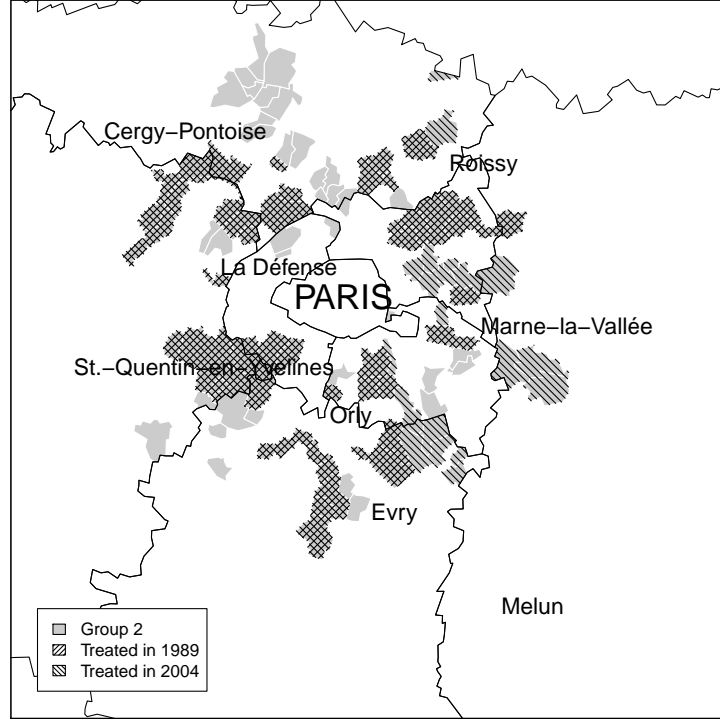 Cergy−Pontoise
Roissy
La Défense
PARIS
Marne−la−Vallée
St.−Quentin−en−Yvelines
Orly
Evry
Melun
Group 2
Treated in 1989
Treated in 2004